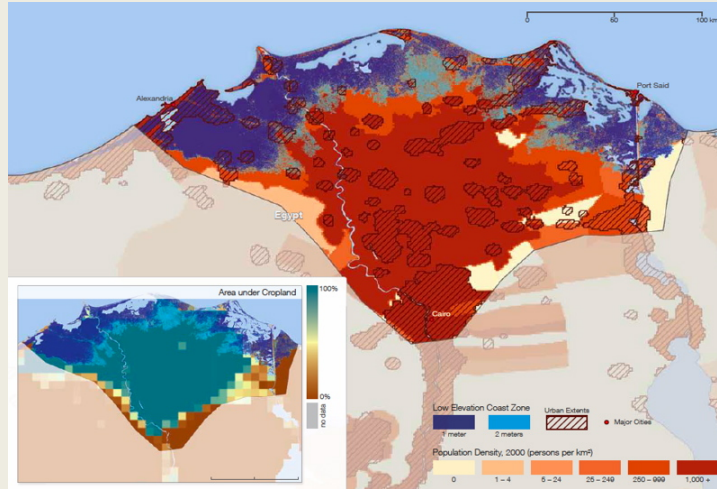 0 60 100 km
Alexandria
Port Said
Egypt
Cairo
Area under Cropland
100%
0%
no data
Low Elevation Coast Zone
1 meter
2 meters
Urban Extents
Major Cities
Population Density, 2000 (persons per km²)
0
1 – 4
5 – 24
25 – 249
250 – 999
1,000 +